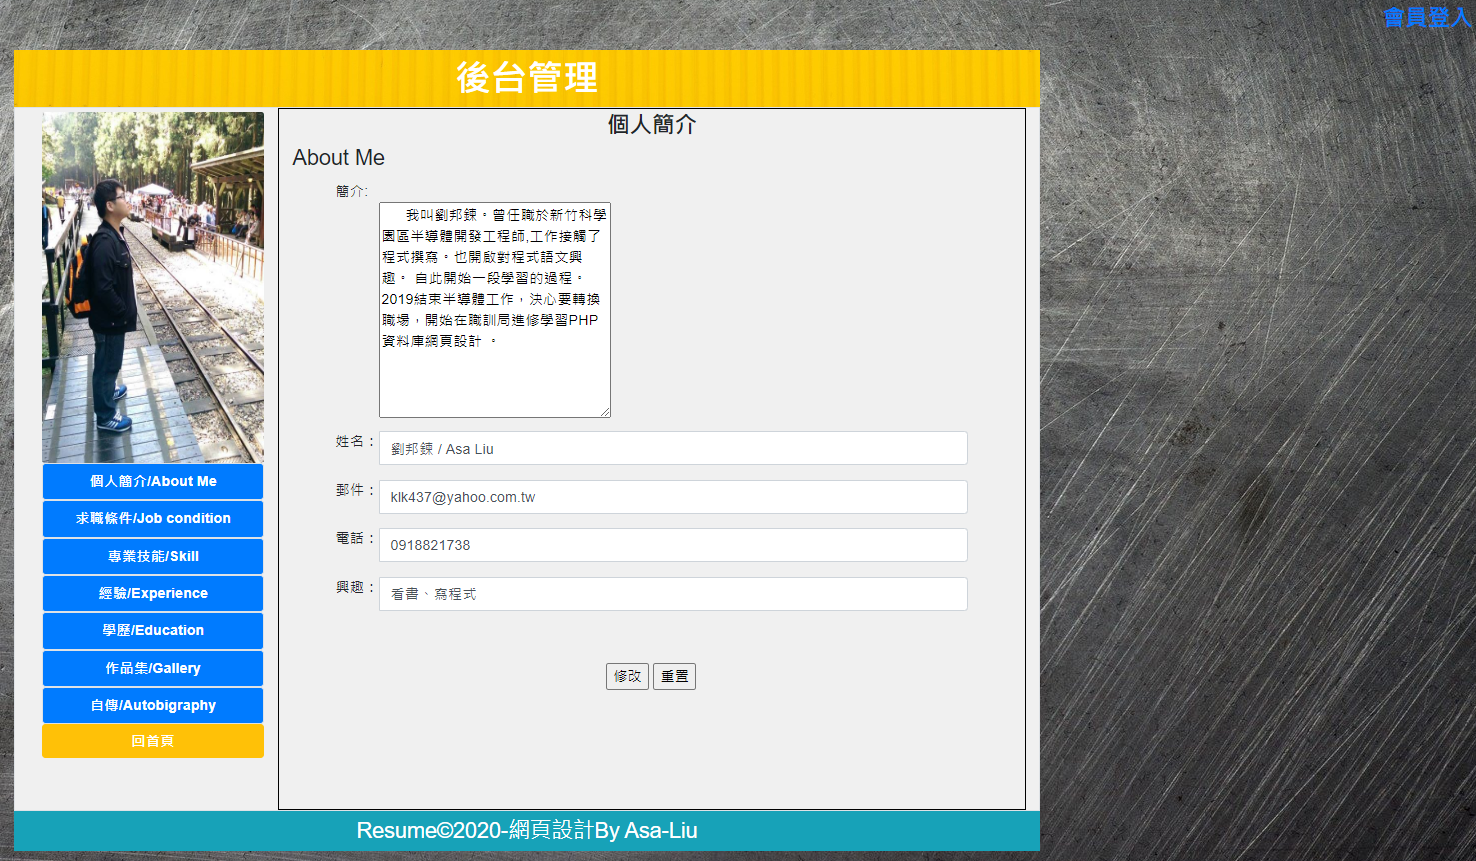 會員登入
後台管理
個人簡介
About Me
簡介:
我叫劉邦鍊。曾任職於新竹科學
園區半導體開發工程師,工作接觸了
程式撰寫。也開啟對程式語文興
趣。 自此開始一段學習的過程。
2019結束半導體工作，決心要轉換
職場，開始在職訓局進修學習PHP
資料庫網頁設計 。
姓名：
劉邦鍊 / Asa Liu
郵件：
klk437@yahoo.com.tw
電話：
0918821738
興趣：
看書、寫程式
修改 重置
個人簡介/About Me
求職條件/Job condition
專業技能/Skill
經驗/Experience
學歷/Education
作品集/Gallery
自傳/Autobigraphy
回首頁
Resume©2020-網頁設計By Asa-Liu